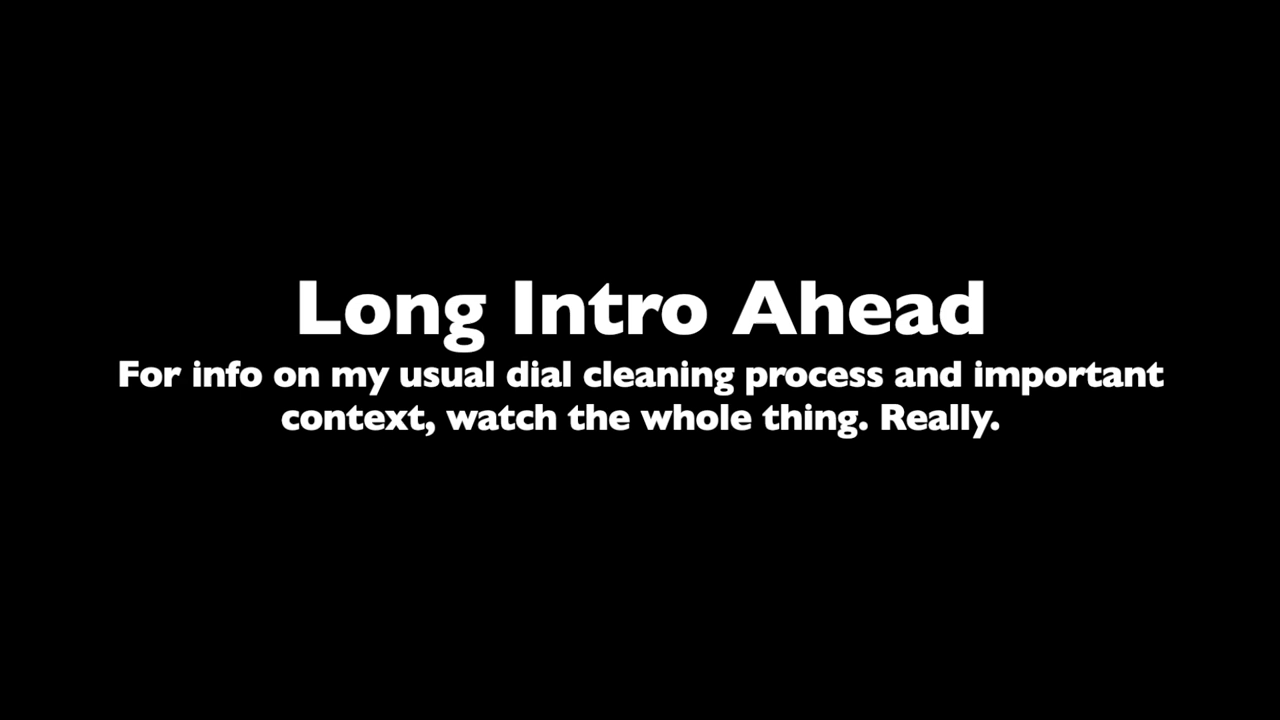 Long Intro Ahead
For info on my usual dial cleaning process and important
context, watch the whole thing. Really.